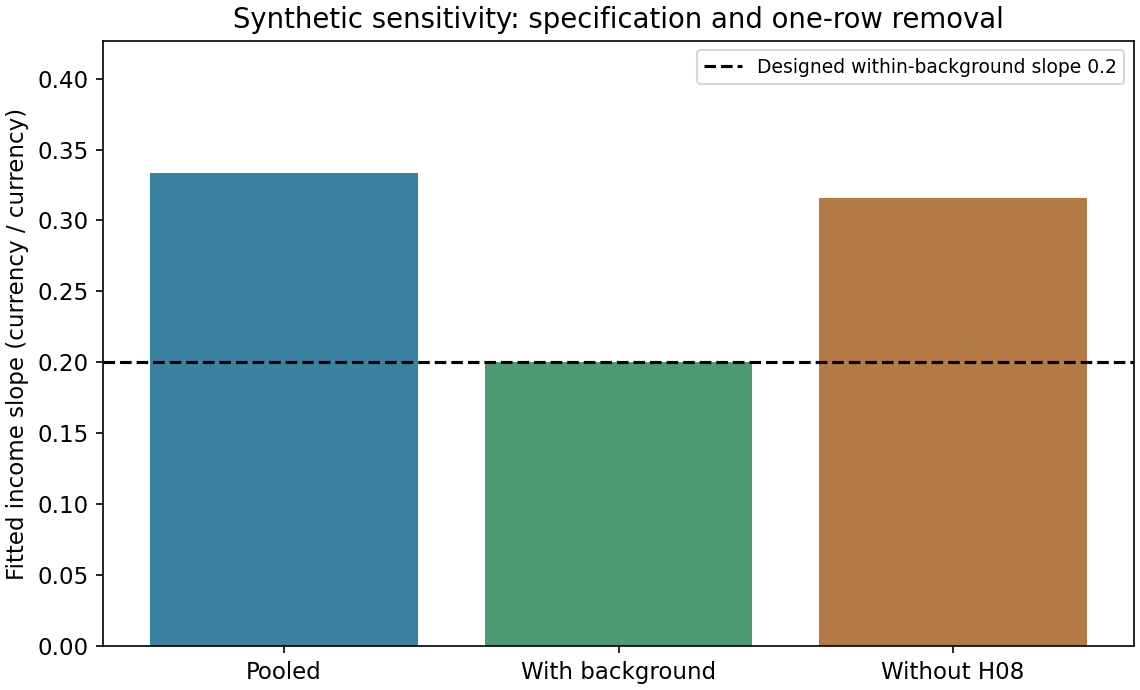 Synthetic sensitivity: specification and one-row removal
Designed within-background slope 0.2
Fitted income slope (currency / currency)
0.40
0.35
0.30
0.25
0.20
0.15
0.10
0.05
0.00
Pooled
With background
Without H08